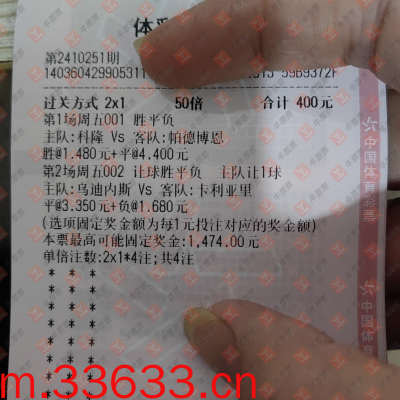 体彩
第2410251期
过关方式 2x1 50倍 合计 400元
第1场周五001 胜平负
主队:科隆 Vs 客队:帕德博恩
胜@1.480元+平@4.400元
第2场周五002 让球胜平负 主队让1球
主队:乌迪内斯 Vs 客队:卡利亚里
平@3.350元+负@1.680元
(选项固定奖金额为每1元投注对应的奖金额)
本票最高可能固定奖金:1,474.00元
单倍注数:2x1*4注;共4注
* * *
* * *
* * *
* * *
* * *
* * *
* * *
中国体育彩票
中国体育
m.33633.cn